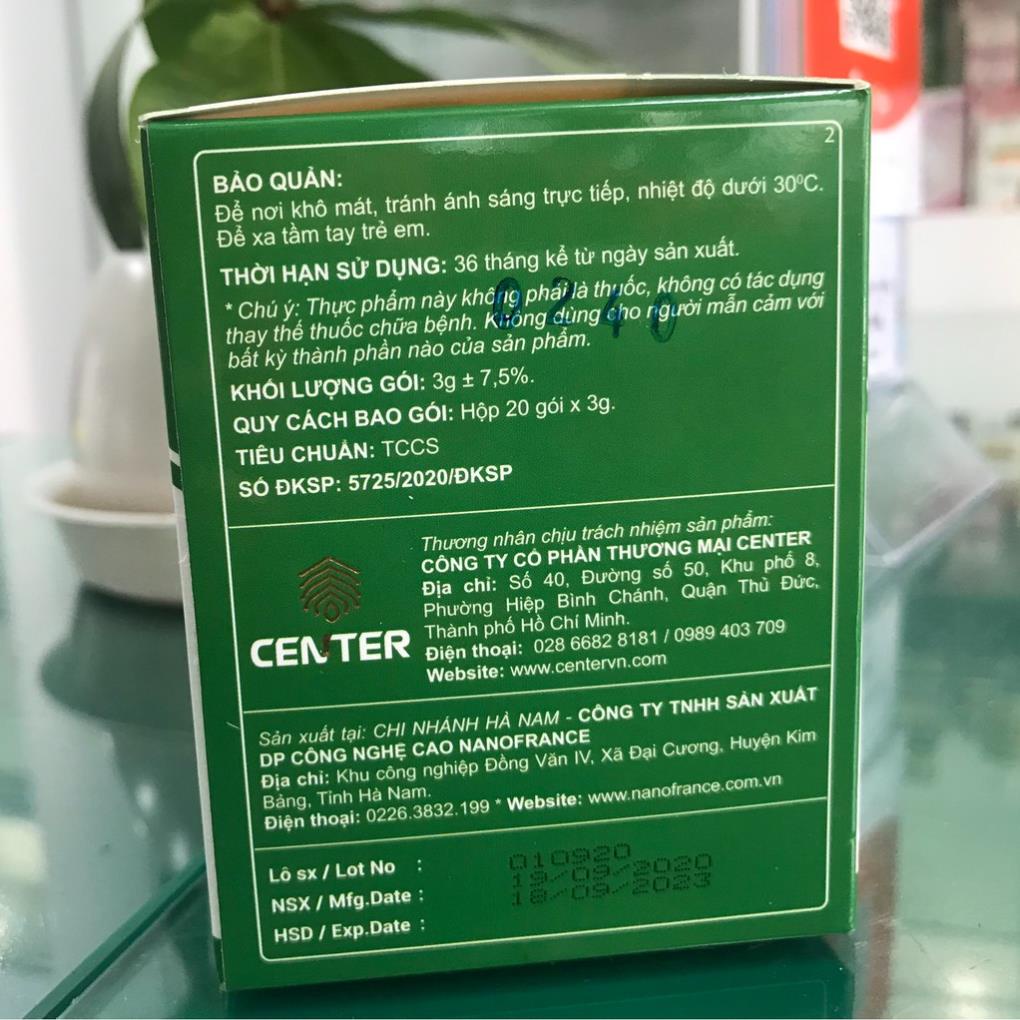 2
BẢO QUẢN:
Để nơi khô mát, tránh ánh sáng trực tiếp, nhiệt độ dưới 30ºC.
Để xa tầm tay trẻ em.
THỜI HẠN SỬ DỤNG: 36 tháng kể từ ngày sản xuất.
* Chú ý: Thực phẩm này không phải là thuốc, không có tác dụng
thay thế thuốc chữa bệnh. Không dùng cho người mẫn cảm với
bất kỳ thành phần nào của sản phẩm.
0240
KHỐI LƯỢNG GÓI: 3g ± 7,5%.
QUY CÁCH BAO GÓI: Hộp 20 gói x 3g.
TIÊU CHUẨN: TCCS
SỐ ĐKSP: 5725/2020/ĐKSP
CENTER
Thương nhân chịu trách nhiệm sản phẩm:
CÔNG TY CỔ PHẦN THƯƠNG MẠI CENTER
Địa chỉ: Số 40, Đường số 50, Khu phố 8,
Phường Hiệp Bình Chánh, Quận Thủ Đức,
Thành phố Hồ Chí Minh.
Điện thoại: 028 6682 8181 / 0989 403 709
Website: www.centervn.com
Sản xuất tại: CHI NHÁNH HÀ NAM - CÔNG TY TNHH SẢN XUẤT
DP CÔNG NGHỆ CAO NANOFRANCE
Địa chỉ: Khu công nghiệp Đồng Văn IV, Xã Đại Cương, Huyện Kim
Bảng, Tỉnh Hà Nam.
Điện thoại: 0226.3832.199 * Website: www.nanofrance.com.vn
Lô sx / Lot No : 010920
NSX / Mfg.Date : 19/09/2020
HSD / Exp.Date : 18/09/2023